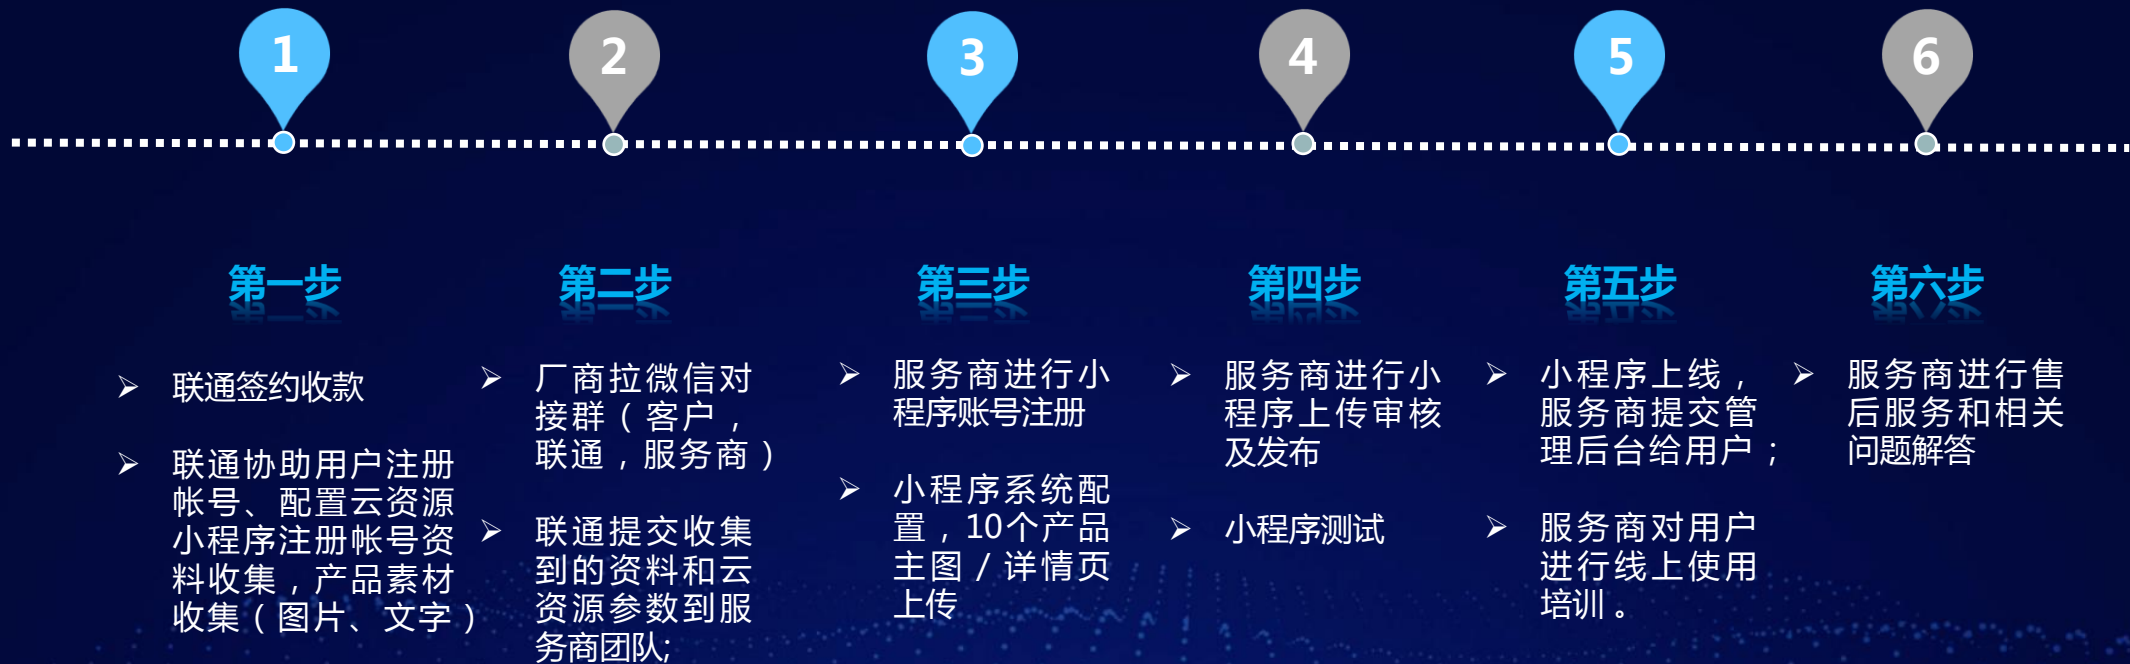 1
2
3
4
5
6
第一步
第二步
第三步
第四步
第五步
第六步
➢ 联通签约收款
➢ 联通协助用户注册
帐号、配置云资源
小程序注册帐号资
料收集，产品素材
收集（图片、文字）
➢ 厂商拉微信对
接群（客户，
联通，服务商）
➢ 联通提交收集
到的资料和云
资源参数到服
务商团队;
➢ 服务商进行小
程序账号注册
➢ 小程序系统配
置，10个产品
主图/详情页
上传
➢ 服务商进行小
程序上传审核
及发布
➢ 小程序测试
➢ 小程序上线，
服务商提交管
理后台给用户；
➢ 服务商对用户
进行线上使用
培训。
➢ 服务商进行售
后服务和相关
问题解答